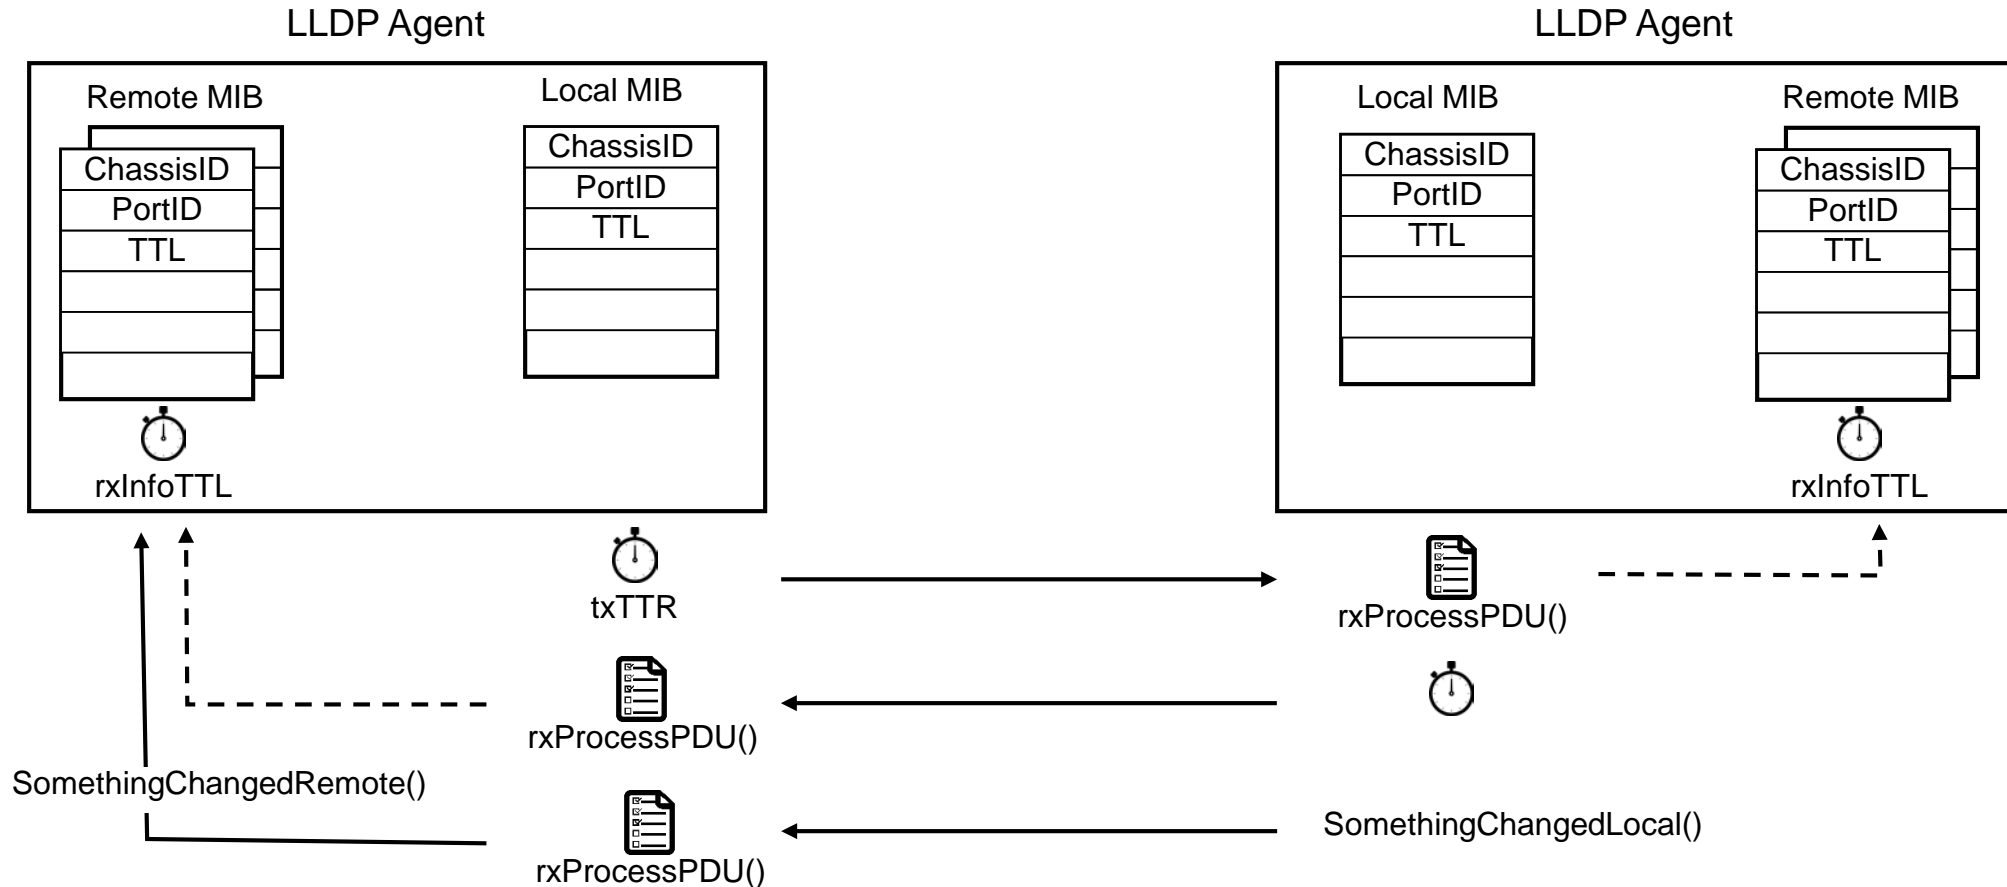 LLDP Agent
LLDP Agent
Remote MIB
Local MIB
Local MIB
Remote MIB
ChassisID
PortID
TTL
ChassisID
PortID
TTL
ChassisID
PortID
TTL
ChassisID
PortID
TTL
rxInfoTTL
rxInfoTTL
txTTR
rxProcessPDU()
rxProcessPDU()
SomethingChangedRemote()
SomethingChangedLocal()
rxProcessPDU()